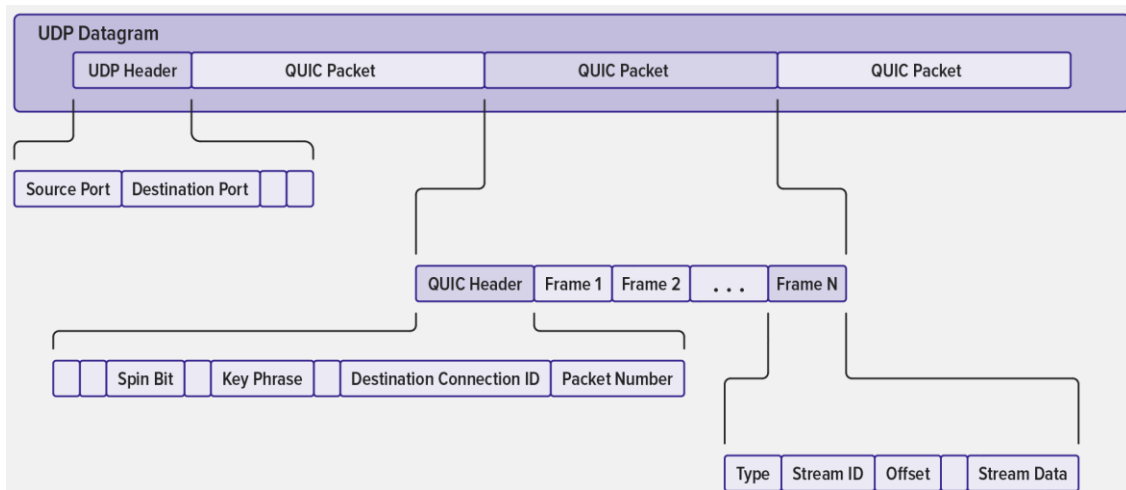 UDP Datagram
UDP Header QUIC Packet QUIC Packet QUIC Packet
Source Port Destination Port
QUIC Header Frame 1 Frame 2 . . . Frame N
Spin Bit Key Phrase Destination Connection ID Packet Number
Type Stream ID Offset Stream Data